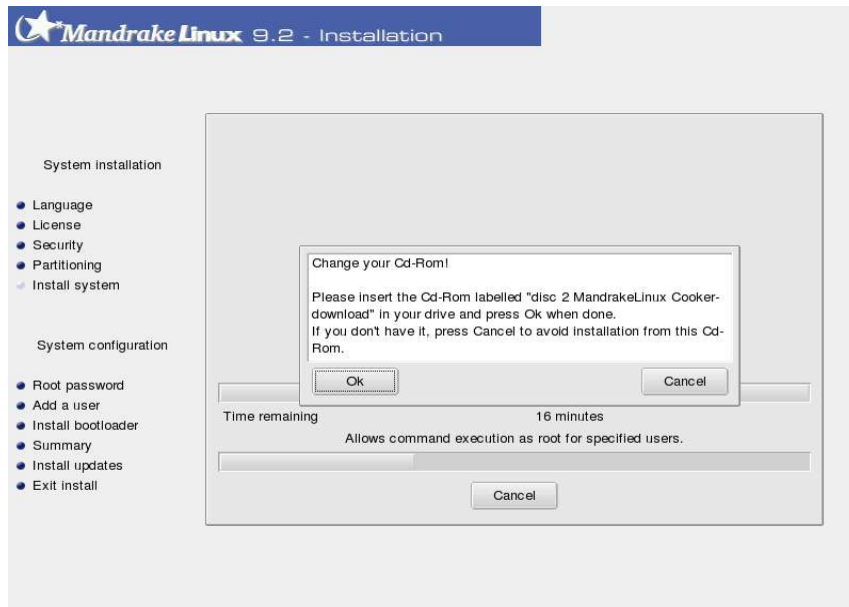 MandrakeLinux 9.2 - Installation
System installation
Language
License
Security
Partitioning
Install system
System configuration
Root password
Add a user
Install bootloader
Summary
Install updates
Exit install
Change your Cd-Rom!
Please insert the Cd-Rom labelled "disc 2 MandrakeLinux Cooker-
download" in your drive and press Ok when done.
If you don't have it, press Cancel to avoid installation from this Cd-
Rom.
Ok
Cancel
Time remaining
16 minutes
Allows command execution as root for specified users.
Cancel